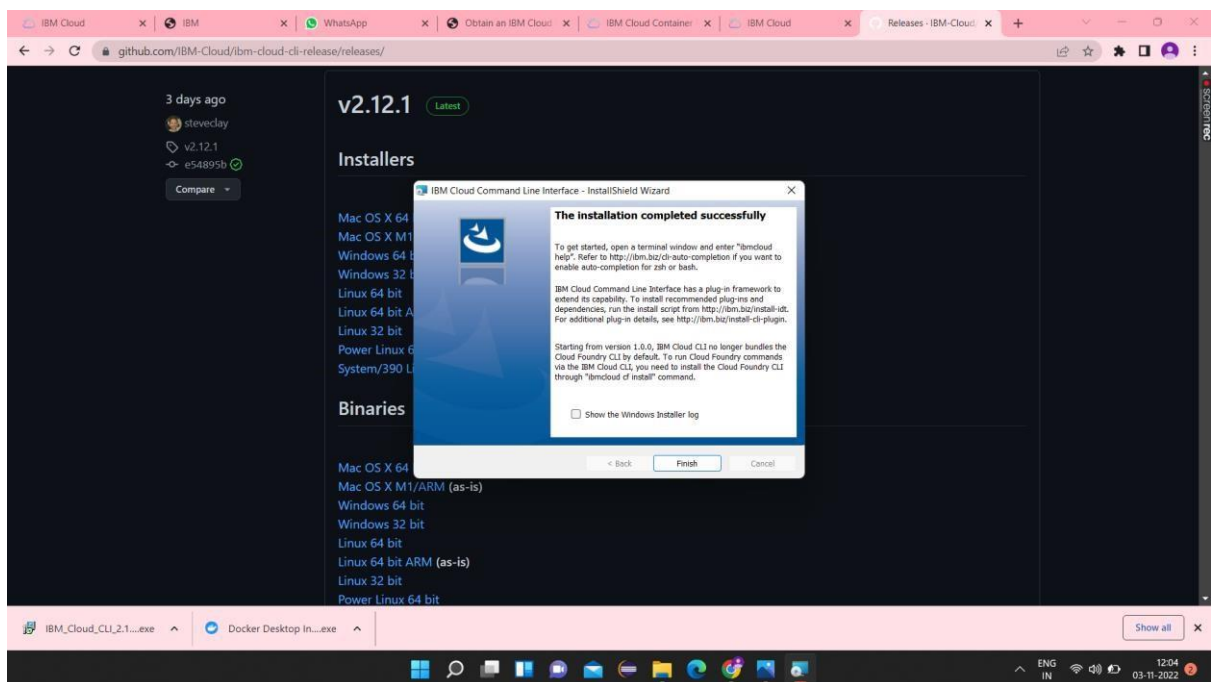 IBM Cloud
IBM
WhatsApp
Obtain an IBM Cloud
IBM Cloud Container
IBM Cloud
Releases · IBM-Cloud
github.com/IBM-Cloud/ibm-cloud-cli-release/releases/
3 days ago
steveclay
v2.12.1
e54895b
Compare
v2.12.1 Latest
Installers
Mac OS X 64
Mac OS X M1
Windows 64 b
Windows 32 b
Linux 64 bit
Linux 64 bit A
Linux 32 bit
Power Linux 6
System/390 Li
Binaries
Mac OS X 64
Mac OS X M1/ARM (as-is)
Windows 64 bit
Windows 32 bit
Linux 64 bit
Linux 64 bit ARM (as-is)
Linux 32 bit
Power Linux 64 bit
IBM Cloud Command Line Interface - InstallShield Wizard
The installation completed successfully
To get started, open a terminal window and enter "ibmcloud
help". Refer to http://ibm.biz/cli-auto-completion if you want to
enable auto-completion for zsh or bash.
IBM Cloud Command Line Interface has a plug-in framework to
extend its capability. To install recommended plug-ins and
dependencies, run the install script from http://ibm.biz/install-idt.
For additional plug-in details, see http://ibm.biz/install-cli-plugin.
Starting from version 1.0.0, IBM Cloud CLI no longer bundles the
Cloud Foundry CLI by default. To run Cloud Foundry commands
via the IBM Cloud CLI, you need to install the Cloud Foundry CLI
through "ibmcloud cf install" command.
Show the Windows Installer log
< Back
Finish
Cancel
screenrec
IBM_Cloud_CLI_2.1....exe
Docker Desktop In....exe
Show all
ENG
IN
12:04
03-11-2022
2